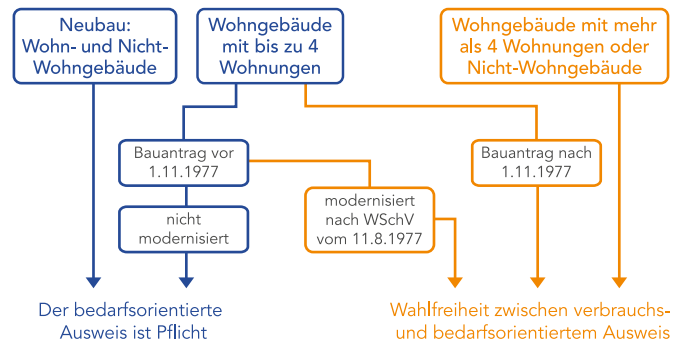 Neubau:
Wohn- und Nicht-
Wohngebäude
Wohngebäude
mit bis zu 4
Wohnungen
Wohngebäude mit mehr
als 4 Wohnungen oder
Nicht-Wohngebäude
Bauantrag vor
1.11.1977
Bauantrag nach
1.11.1977
nicht
modernisiert
modernisiert
nach WSchV
vom 11.8.1977
Der bedarfsorientierte
Ausweis ist Pflicht
Wahlfreiheit zwischen verbrauchs-
und bedarfsorientiertem Ausweis